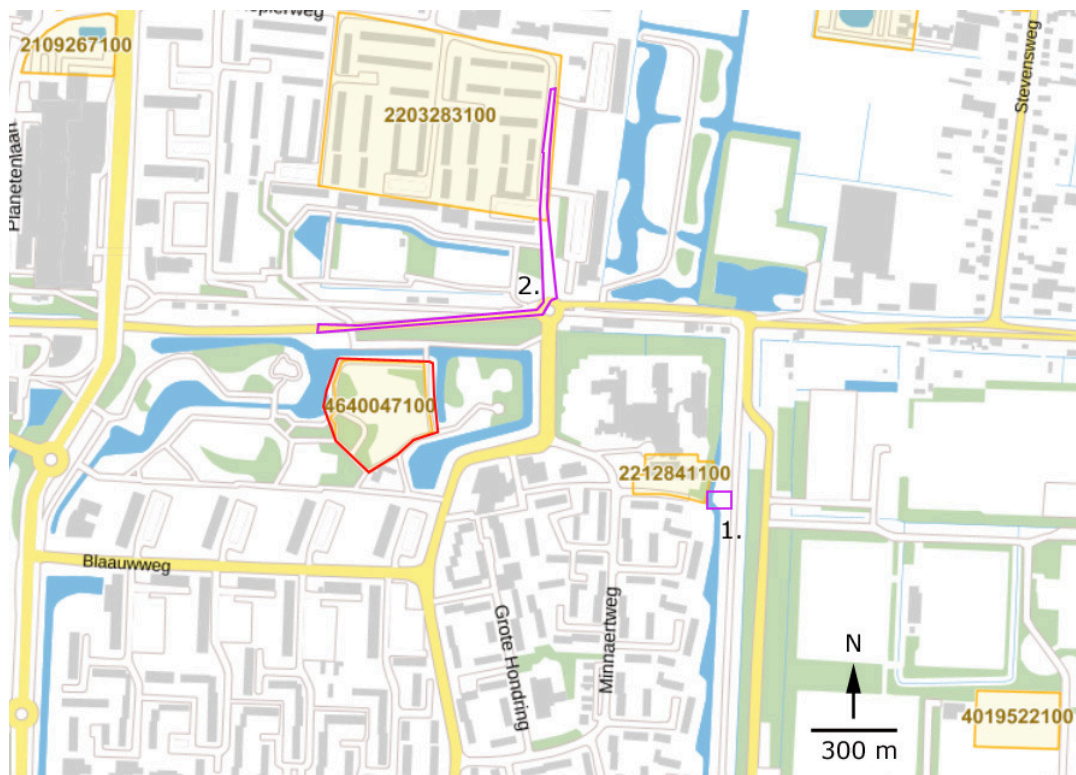 2109267100
2203283100
Stevensweg
Planetenlaan
2.
4640047100
2212841100
1.
Blaauwweg
Grote Hondring
Minnaertweg
N
300 m
4019522100